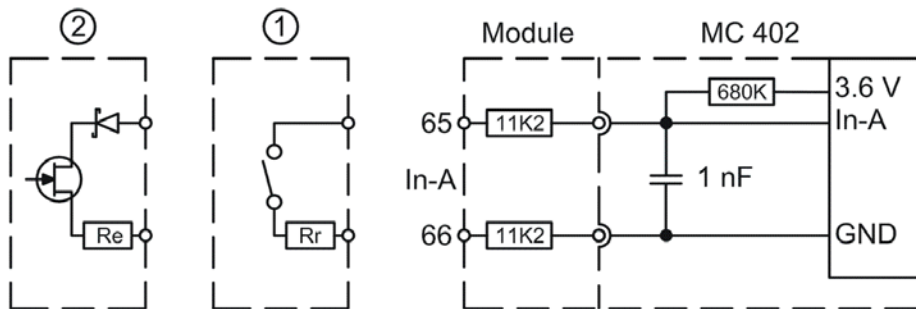 ② ① Module MC 402
680K 3.6 V
65 11K2 In-A
In-A 1 nF
Re Rr 66 11K2 GND